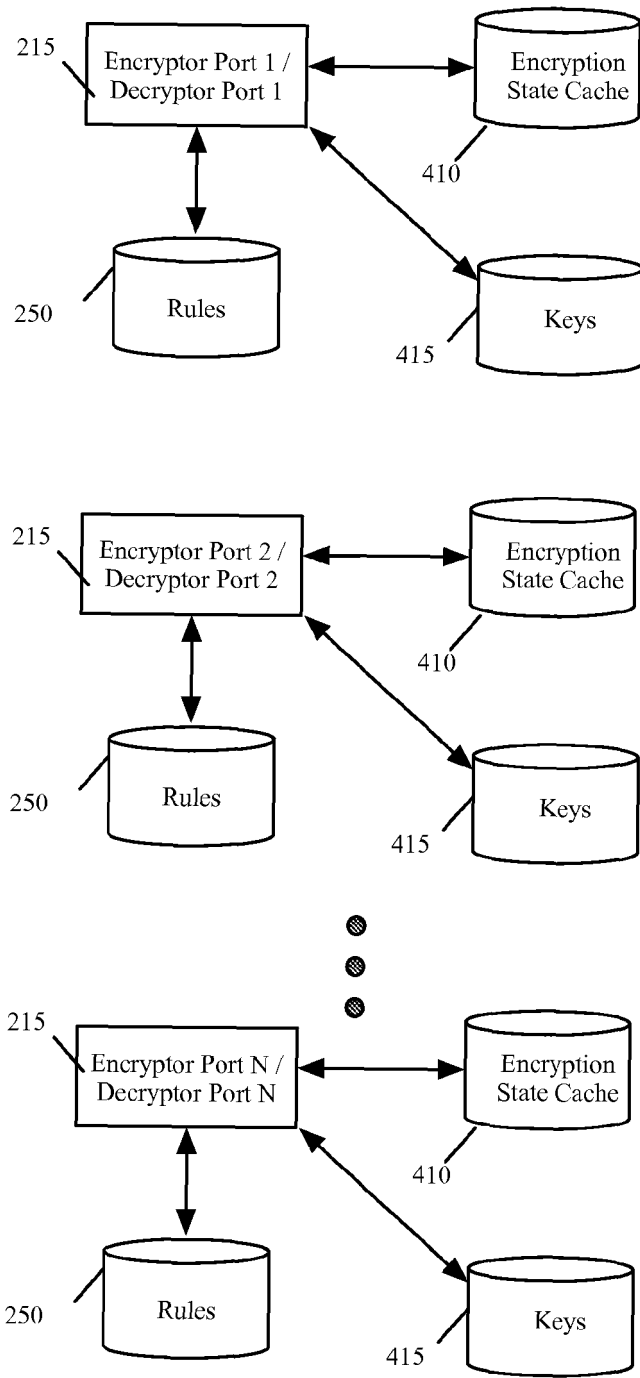 215
Encryptor Port 1 /
Decryptor Port 1
Encryption
State Cache
410
250
Rules
415
Keys
215
Encryptor Port 2 /
Decryptor Port 2
Encryption
State Cache
410
250
Rules
415
Keys
215
Encryptor Port N /
Decryptor Port N
Encryption
State Cache
410
250
Rules
415
Keys